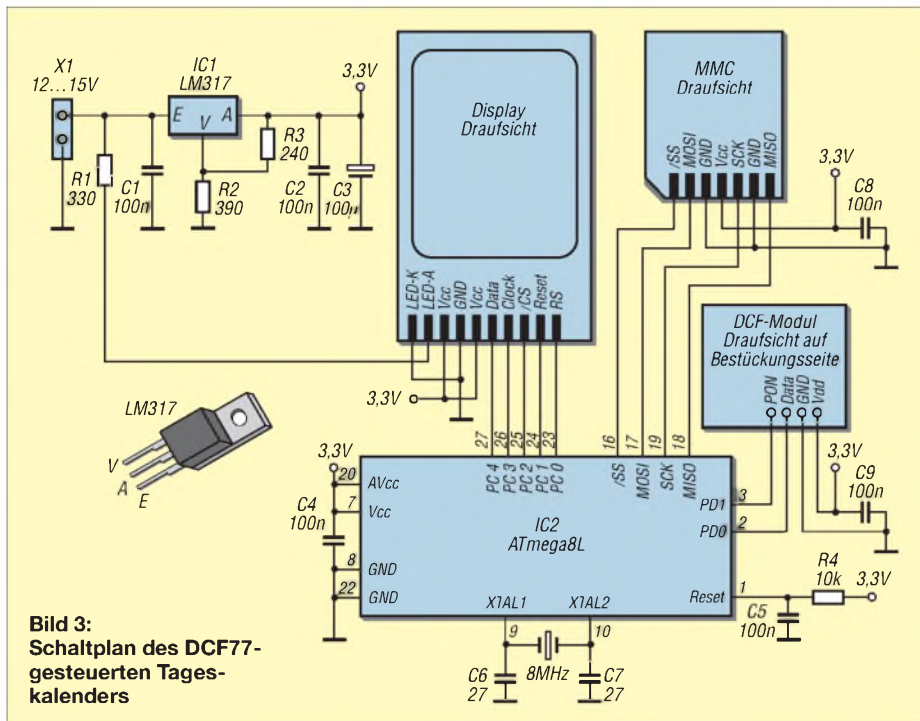 X1
12...15V
IC1
LM317
E
V
A
3,3V
R1
330
C1
100n
R2
390
R3
240
C2
100n
C3
100µ
Display
Draufsicht
LED-K
LED-A
Vcc
GND
Vcc
Data
Clock
/CS
Reset
RS
MMC
Draufsicht
/SS
MOSI
GND
Vcc
SCK
GND
MISO
3,3V
C8
100n
DCF-Modul
Draufsicht auf
Bestückungsseite
PON
Data
GND
Vdd
3,3V
C9
100n
3,3V
LM317
V
A
E
27
26
25
24
23
PC 4
PC 3
PC 2
PC 1
PC 0
16
17
19
18
/SS
MOSI
SCK
MISO
3,3V
20
AVcc
7
Vcc
C4
100n
8
GND
22
GND
IC2
ATmega8L
PD1
3
PD0
2
Reset
1
R4
10k
3,3V
C5
100n
XTAL1
XTAL2
9
10
8MHz
C6
27
C7
27
Bild 3:
Schaltplan des DCF77-
gesteuerten Tages-
kalenders